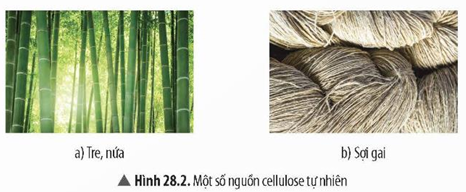 a) Tre, nứa
b) Sợi gai
▲ Hình 28.2. Một số nguồn cellulose tự nhiên